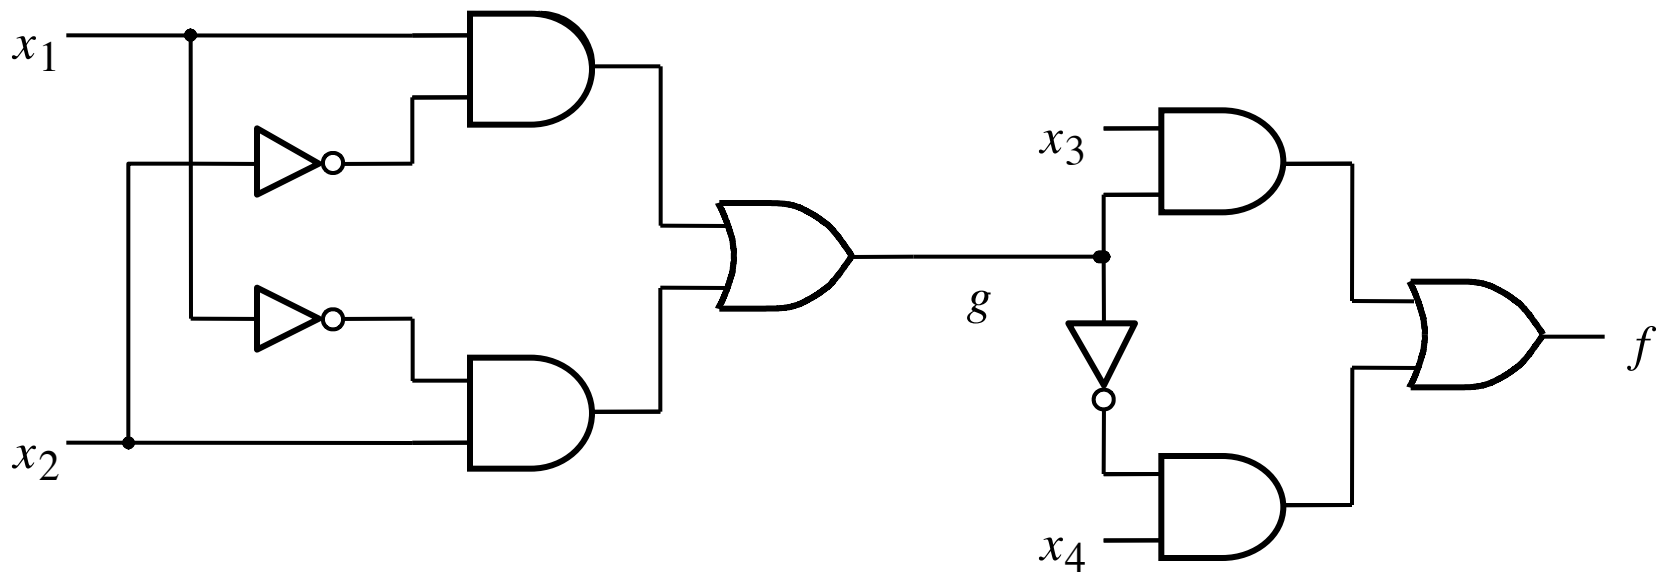 x₁
x₃
g
f
x₂
x₄